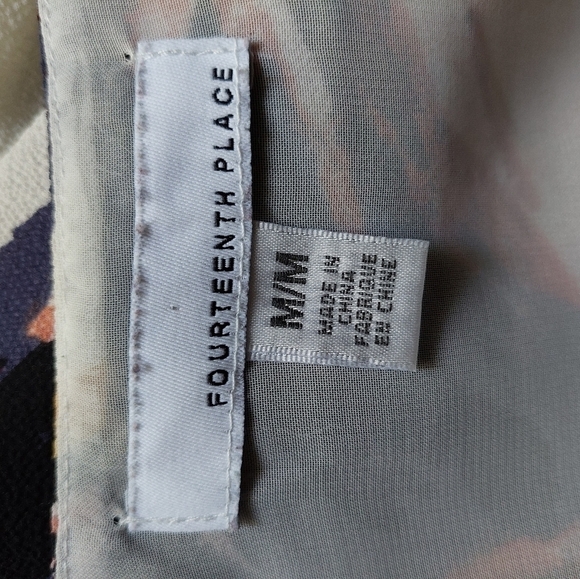 FOURTEENTH PLACE
M/M
MADE IN
CHINA
FABRIQUE
EN CHINE